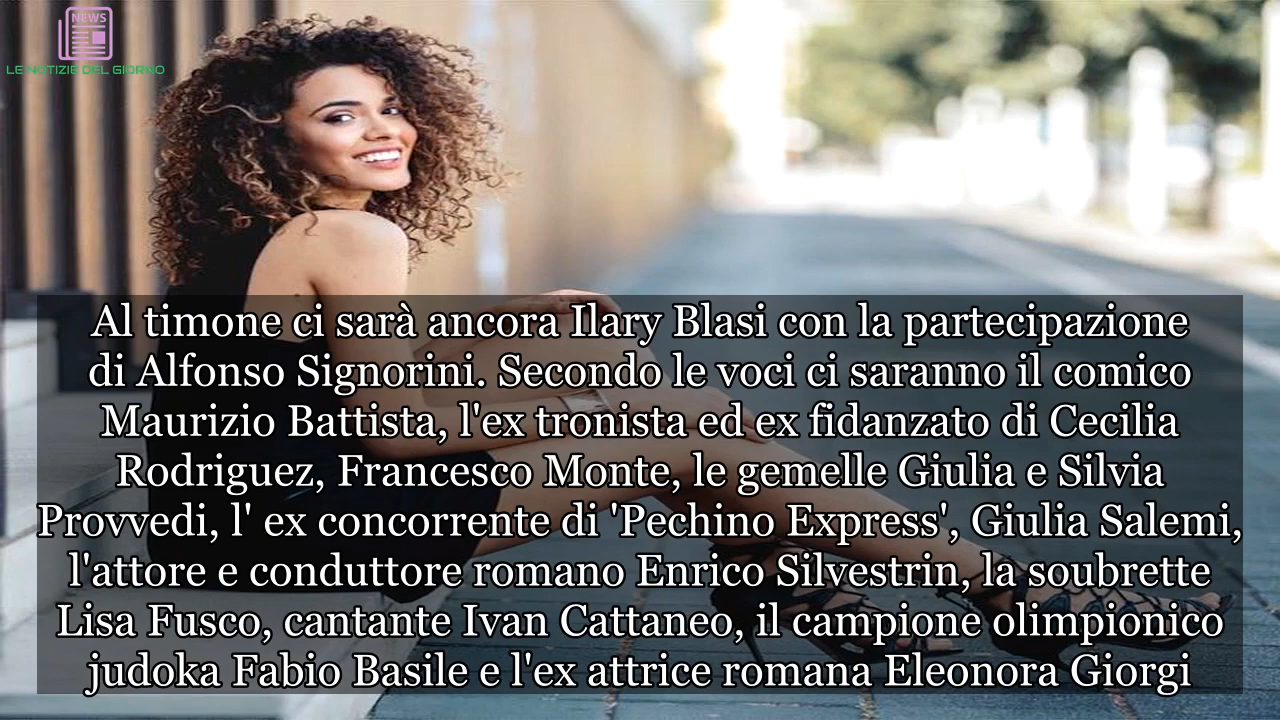 NEWS
LE NOTIZIE DEL GIORNO
Al timone ci sarà ancora Ilary Blasi con la partecipazione
di Alfonso Signorini. Secondo le voci ci saranno il comico
Maurizio Battista, l'ex tronista ed ex fidanzato di Cecilia
Rodriguez, Francesco Monte, le gemelle Giulia e Silvia
Provvedi, l' ex concorrente di 'Pechino Express', Giulia Salemi,
l'attore e conduttore romano Enrico Silvestrin, la soubrette
Lisa Fusco, cantante Ivan Cattaneo, il campione olimpionico
judoka Fabio Basile e l'ex attrice romana Eleonora Giorgi